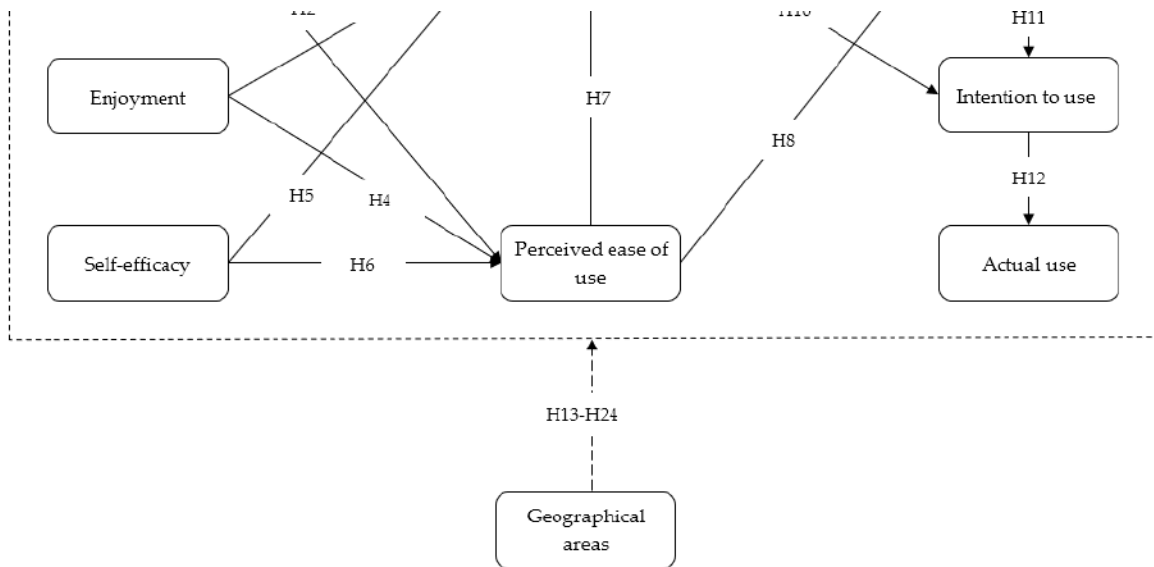 H11
Enjoyment
Intention to use
H7
H8
H12
H5
H4
Self-efficacy
H6
Perceived ease of
use
Actual use
H13-H24
Geographical
areas